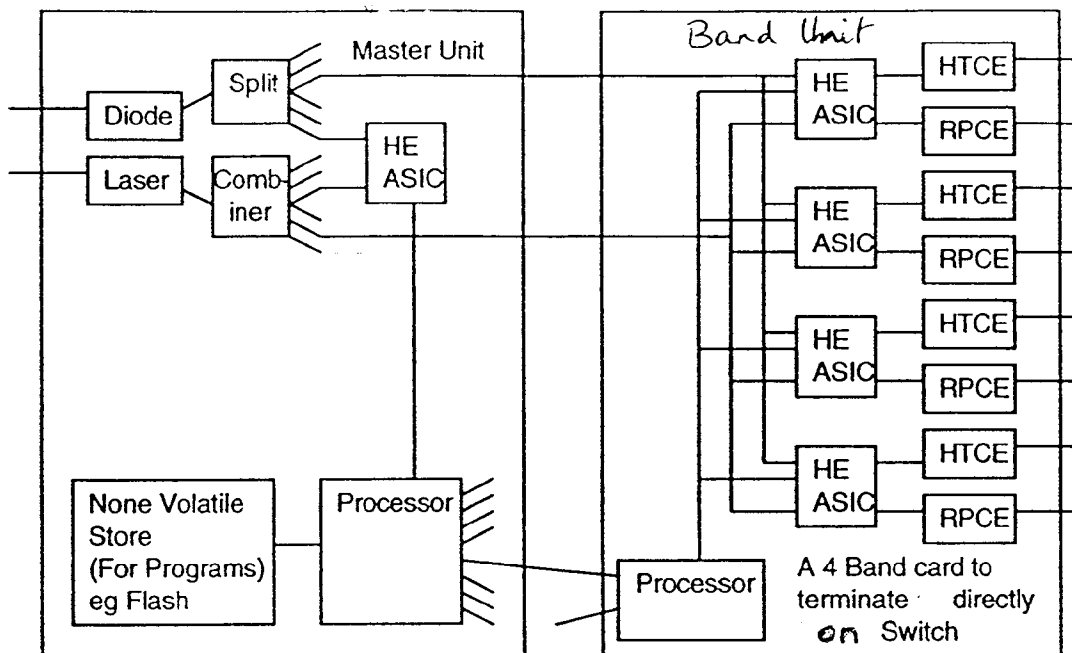 Master Unit
Split
Diode
HE
ASIC
Laser
Comb-
iner
None Volatile
Store
(For Programs)
eg Flash
Processor
Band Unit
HE
ASIC
HTCE
RPCE
HE
ASIC
HTCE
RPCE
HE
ASIC
HTCE
RPCE
HE
ASIC
HTCE
RPCE
Processor
A 4 Band card to
terminate directly
on Switch